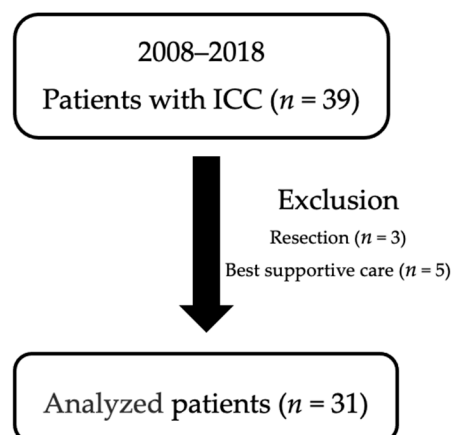 2008–2018
Patients with ICC (n = 39)
Exclusion
Resection (n = 3)
Best supportive care (n = 5)
Analyzed patients (n = 31)